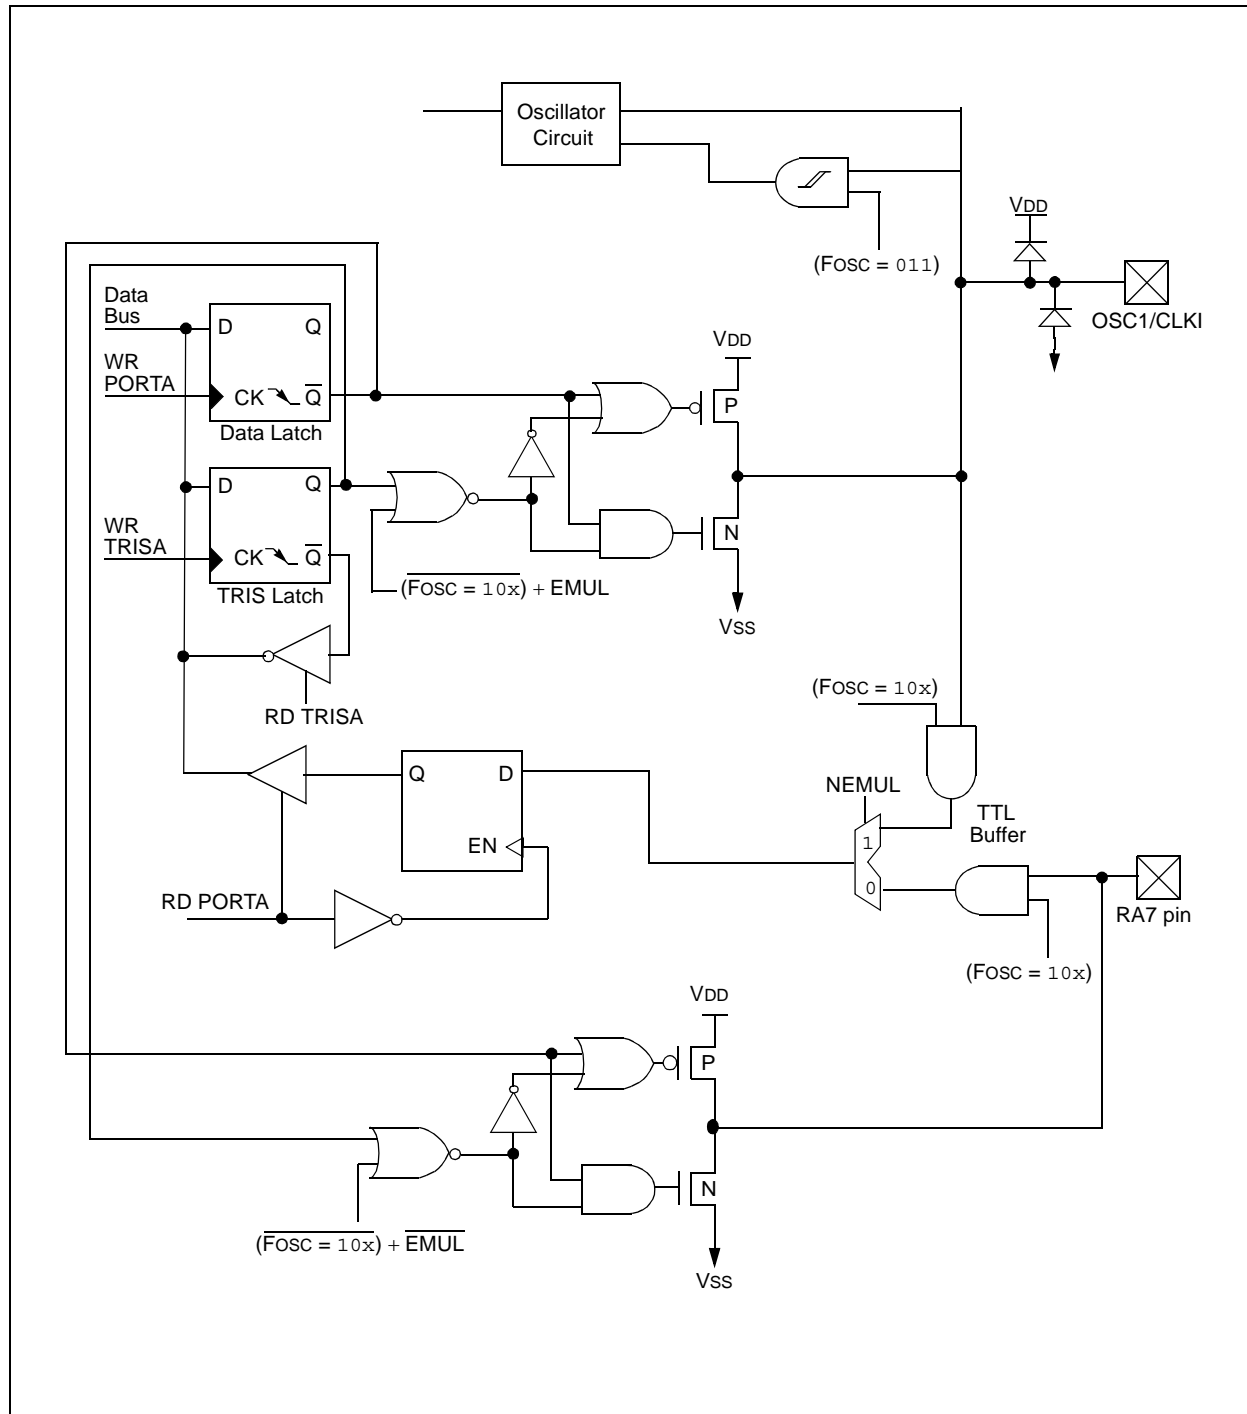 Oscillator
Circuit
(FOSC = 011)
VDD
OSC1/CLKI
Data
Bus
D
Q
WR
PORTA
CK
Q
Data Latch
VDD
P
D
Q
WR
TRISA
CK
Q
TRIS Latch
N
(FOSC = 10x) + EMUL
VSS
RD TRISA
(FOSC = 10x)
Q
D
EN
NEMUL
TTL
Buffer
1
0
RD PORTA
RA7 pin
(FOSC = 10x)
VDD
P
N
(FOSC = 10x) + EMUL
VSS